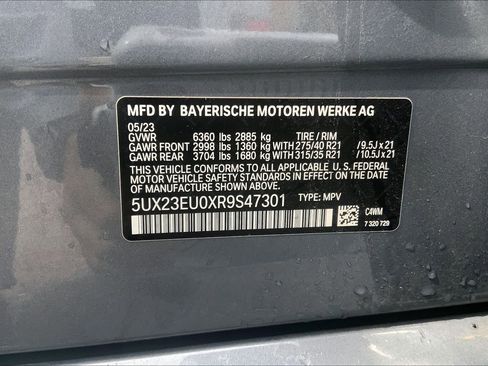 MFD BY BAYERISCHE MOTOREN WERKE AG
05/23
GVWR 6360 lbs 2885 kg TIRE / RIM
GAWR FRONT 2998 lbs 1360 kg WITH 275/40 R21 /9.5J x 21
GAWR REAR 3704 lbs 1680 kg WITH 315/35 R21 /10.5J x 21
THIS VEHICLE CONFORMS TO ALL APPLICABLE U.S. FEDERAL
MOTOR VEHICLE SAFETY STANDARDS IN EFFECT ON THE
DATE OF MANUFACTURE SHOWN ABOVE.
5UX23EU0XR9S47301 TYPE: MPV
C4WM
7 320 729